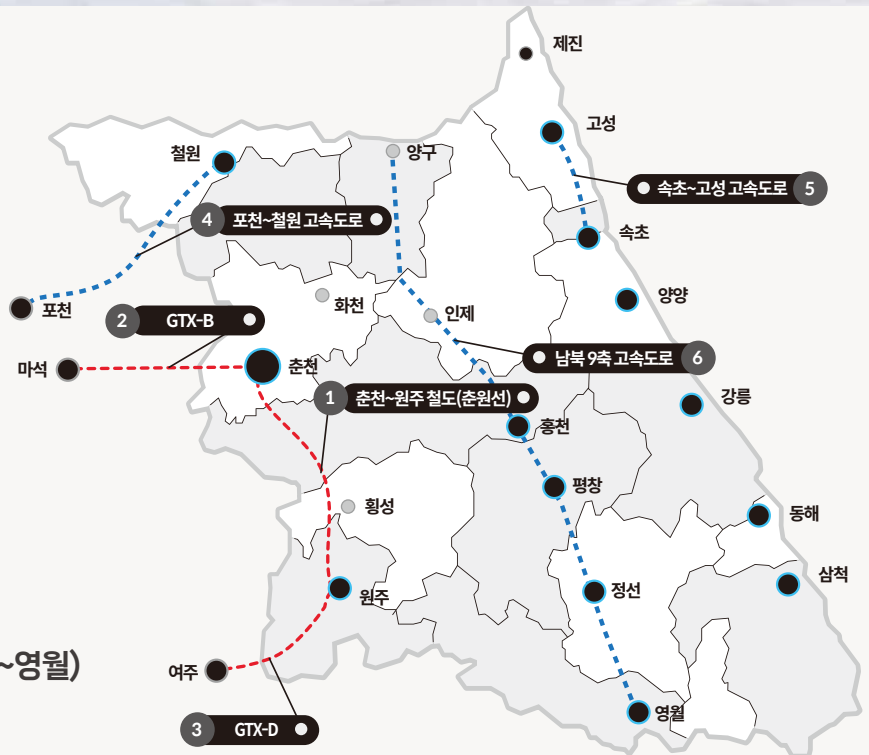 제진
고성
철원
양구
5 속초~고성 고속도로
4 포천~철원 고속도로
속초
화천
양양
포천
인제
2 GTX-B
마석
춘천
6 남북 9축 고속도로
1 춘천~원주 철도(춘원선)
강릉
홍천
평창
횡성
동해
삼척
원주
정선
~영월)
여주
영월
3 GTX-D